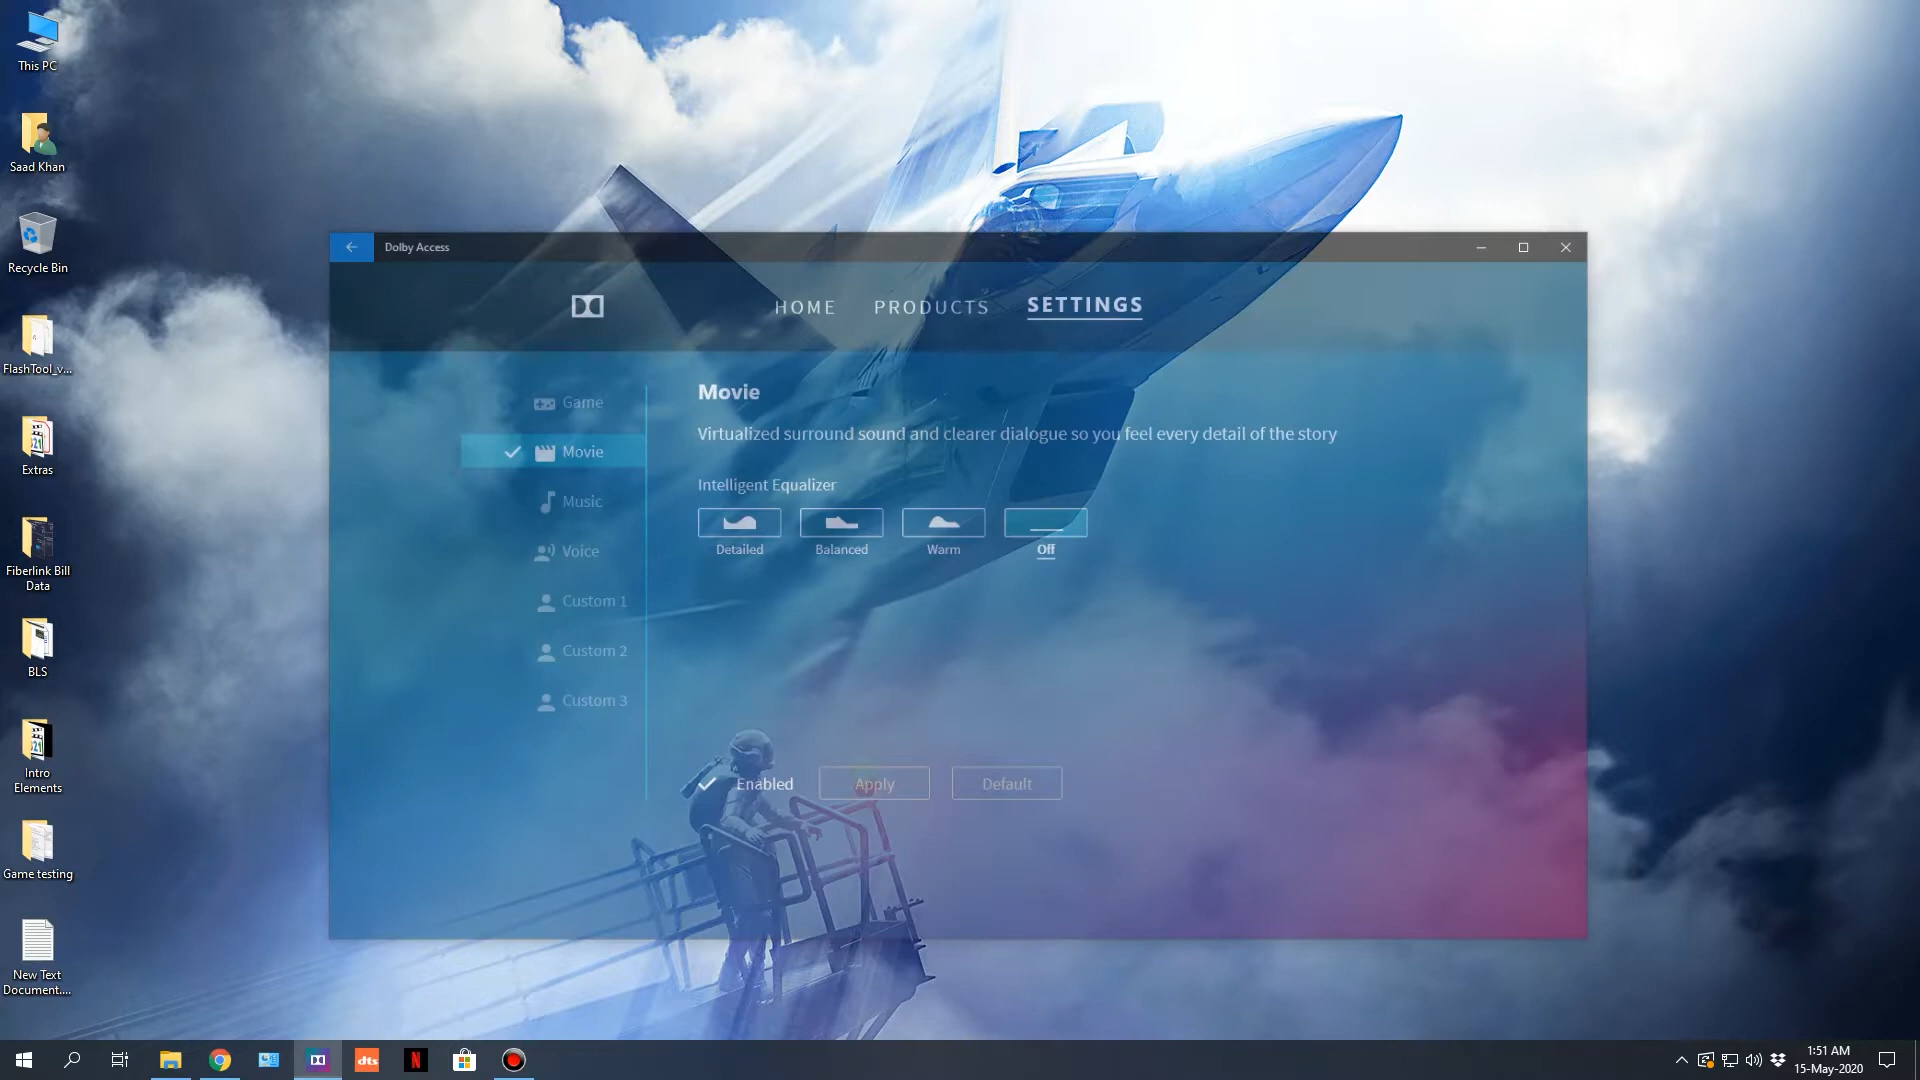 This PC
Saad Khan
Recycle Bin
FlashTool_v...
Extras
Fiberlink Bill
Data
BLS
Intro
Elements
Game testing
New Text
Document....
Dolby Access
HOME PRODUCTS SETTINGS
Game
Movie
Music
Voice
Custom 1
Custom 2
Custom 3
Movie
Virtualized surround sound and clearer dialogue so you feel every detail of the story
Intelligent Equalizer
Detailed Balanced Warm Off
Enabled Apply Default
dts
N
1:51 AM
15-May-2020